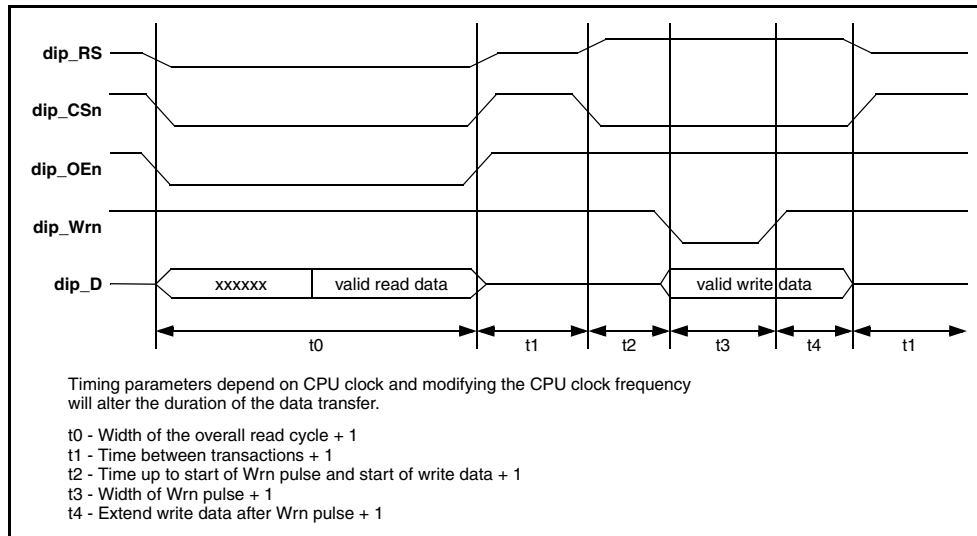 dip_RS
dip_CSn
dip_OEn
dip_Wrn
dip_D
xxxxxx
valid read data
valid write data
t0
t1
t2
t3
t4
t1
Timing parameters depend on CPU clock and modifying the CPU clock frequency
will alter the duration of the data transfer.
t0 - Width of the overall read cycle + 1
t1 - Time between transactions + 1
t2 - Time up to start of Wrn pulse and start of write data + 1
t3 - Width of Wrn pulse + 1
t4 - Extend write data after Wrn pulse + 1